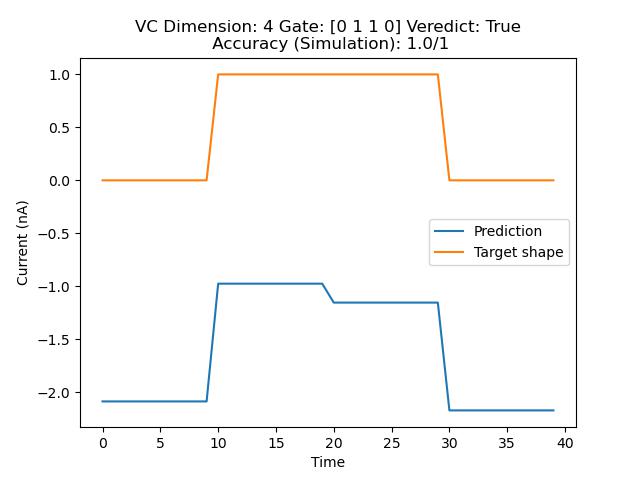 VC Dimension: 4 Gate: [0 1 1 0] Veredict: True
Accuracy (Simulation): 1.0/1
1.0
0.5
0.0
−0.5
−1.0
−1.5
−2.0
Current (nA)
Prediction
Target shape
0 5 10 15 20 25 30 35 40
Time